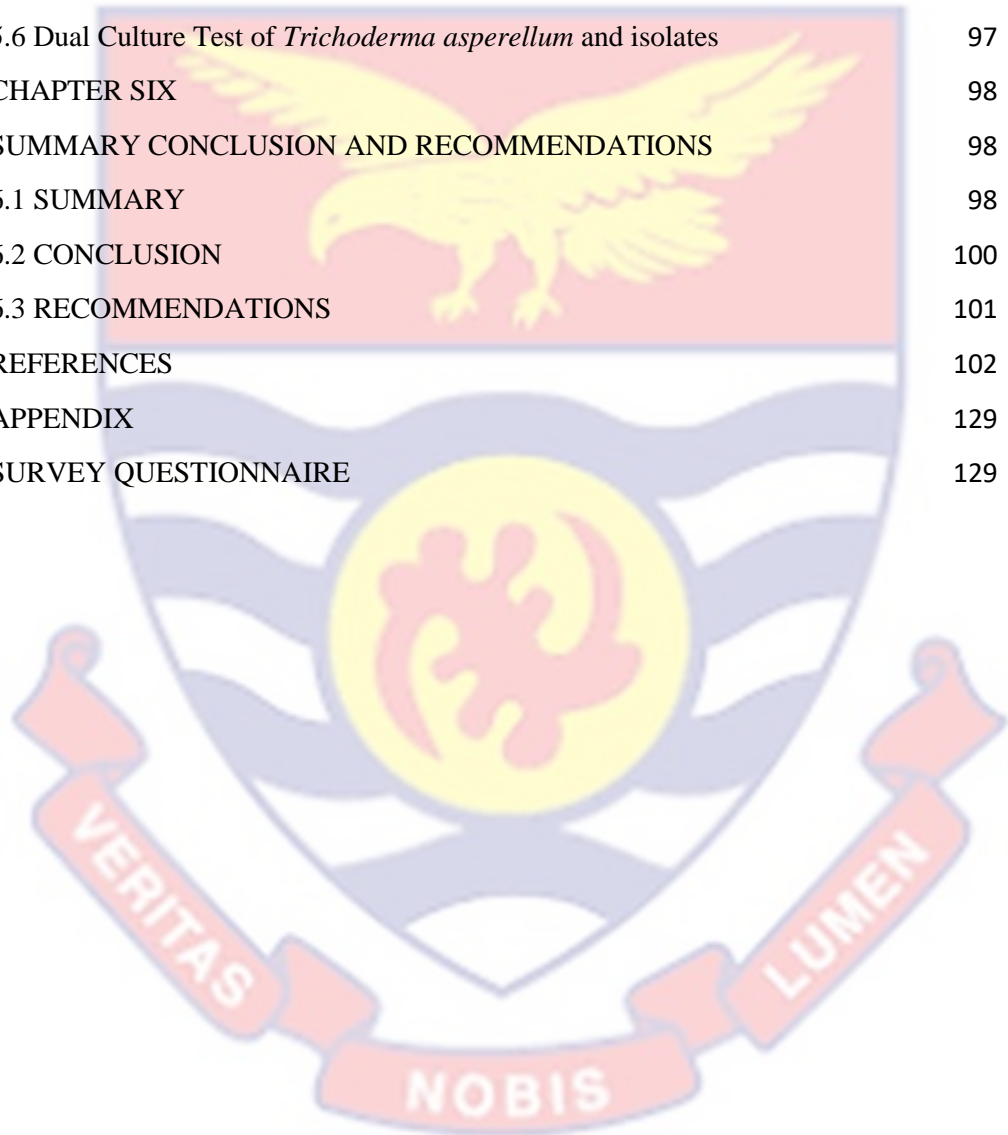 5.6 Dual Culture Test of Trichoderma asperellum and isolates 97
CHAPTER SIX 98
SUMMARY CONCLUSION AND RECOMMENDATIONS 98
6.1 SUMMARY 98
6.2 CONCLUSION 100
6.3 RECOMMENDATIONS 101
REFERENCES 102
APPENDIX 129
SURVEY QUESTIONNAIRE 129
VERITAS
NOBIS
LUMEN